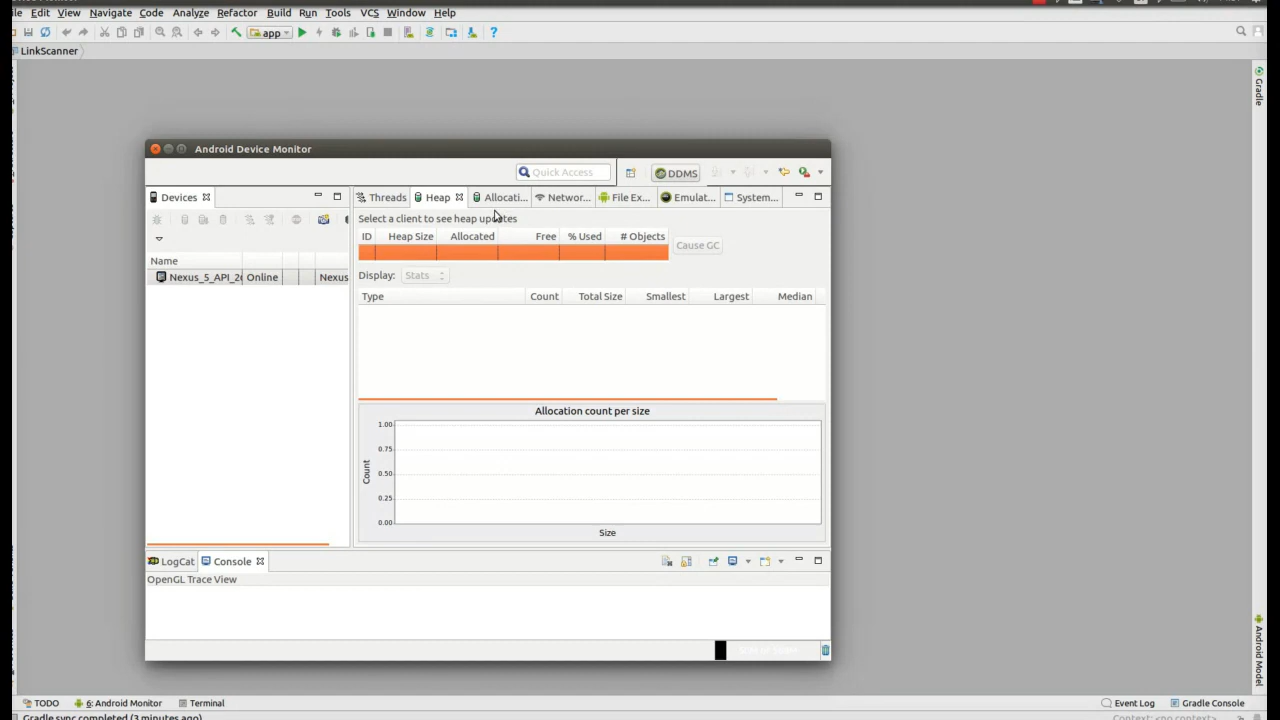 Edit View Navigate Code Analyze Refactor Build Run Tools VCS Window Help
app
LinkScanner
Gradle
Android Device Monitor
Quick Access
DDMS
Devices
Threads Heap Allocati... Networ... File Ex... Emulat... System...
Select a client to see heap updates
ID Heap Size Allocated Free % Used # Objects
Cause GC
Name
Nexus_5_API_2 Online Nexus
Display: Stats
Type Count Total Size Smallest Largest Median
Allocation count per size
1.00
0.75
0.50
0.25
0.00
Count
Size
LogCat Console
OpenGL Trace View
Android Model
TODO 6: Android Monitor Terminal Event Log Gradle Console
Gradle sync completed (3 minutes ago) Context: <no context>